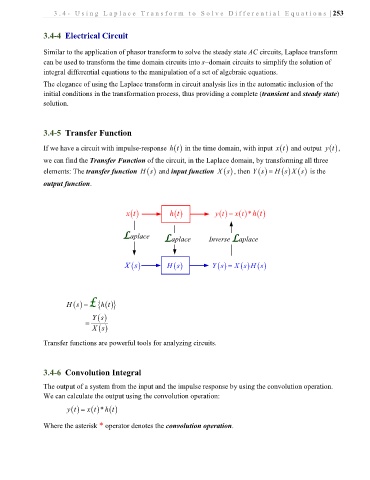 3.4- Using Laplace Transform to Solve Differential Equations | 253
3.4-4 Electrical Circuit
Similar to the application of phasor transform to solve the steady state AC circuits, Laplace transform
can be used to transform the time domain circuits into s-domain circuits to simplify the solution of
integral differential equations to the manipulation of a set of algebraic equations.
The elegance of using the Laplace transform in circuit analysis lies in the automatic inclusion of the
initial conditions in the transformation process, thus providing a complete (transient and steady state)
solution.
3.4-5 Transfer Function
If we have a circuit with impulse-response h(t) in the time domain, with input x(t) and output y(t),
we can find the Transfer Function of the circuit, in the Laplace domain, by transforming all three
elements: The transfer function H(s) and input function X(s), then Y(s) = H(s)X(s) is the
output function.
x(t) h(t) y(t) = x(t)*h(t)
£aplace £aplace Inverse £aplace
X(s) H(s) Y(s) = X(s)H(s)
H(s) = £{h(t)}
= Y(s)
X(s)
Transfer functions are powerful tools for analyzing circuits.
3.4-6 Convolution Integral
The output of a system from the input and the impulse response by using the convolution operation.
We can calculate the output using the convolution operation:
y(t) = x(t)*h(t)
Where the asterisk * operator denotes the convolution operation.